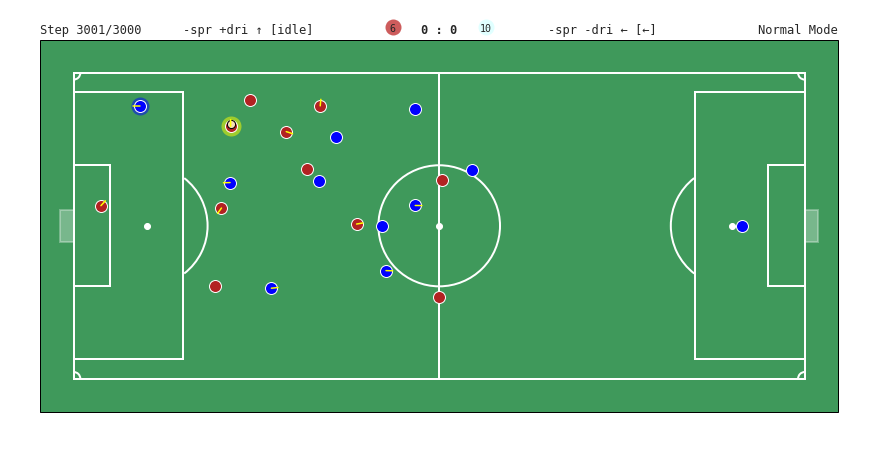 Step 3001/3000 -spr +dri ↑ [idle] 6 0 : 0 10 -spr -dri ← [←] Normal Mode